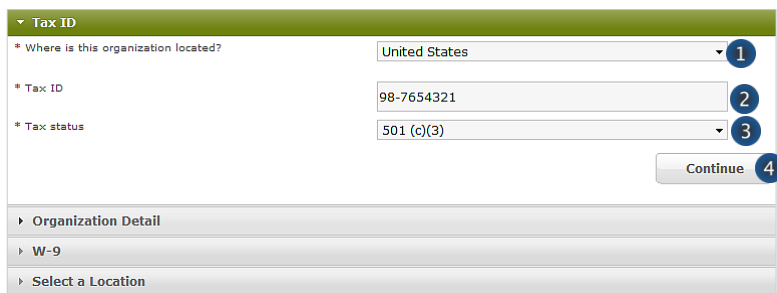 Tax ID
* Where is this organization located?
United States
1
* Tax ID
98-7654321
2
* Tax status
501 (c)(3)
3
Continue
4
Organization Detail
W-9
Select a Location